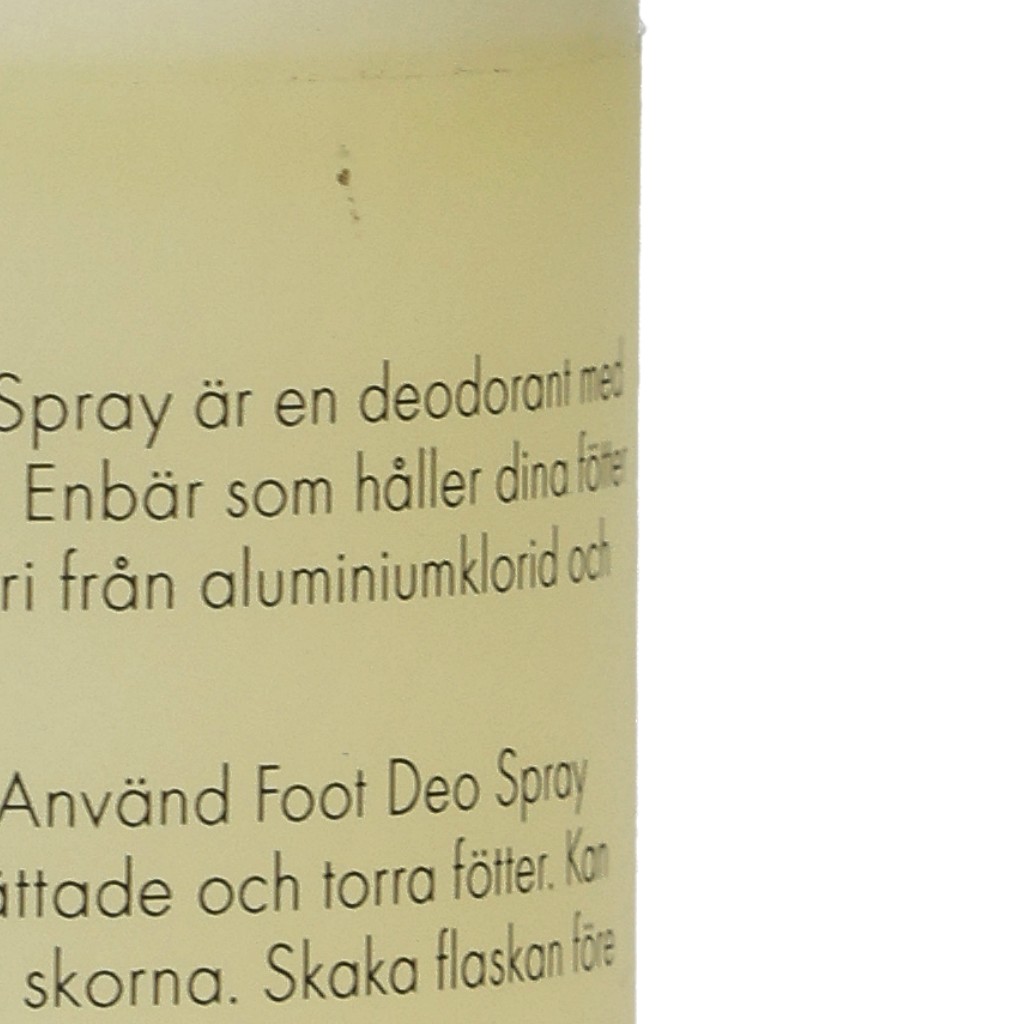 Spray är en deodorant med
Enbär som håller dina fötter
ri från aluminiumklorid och
Använd Foot Deo Spray
ättade och torra fötter. Kan
skorna. Skaka flaskan före